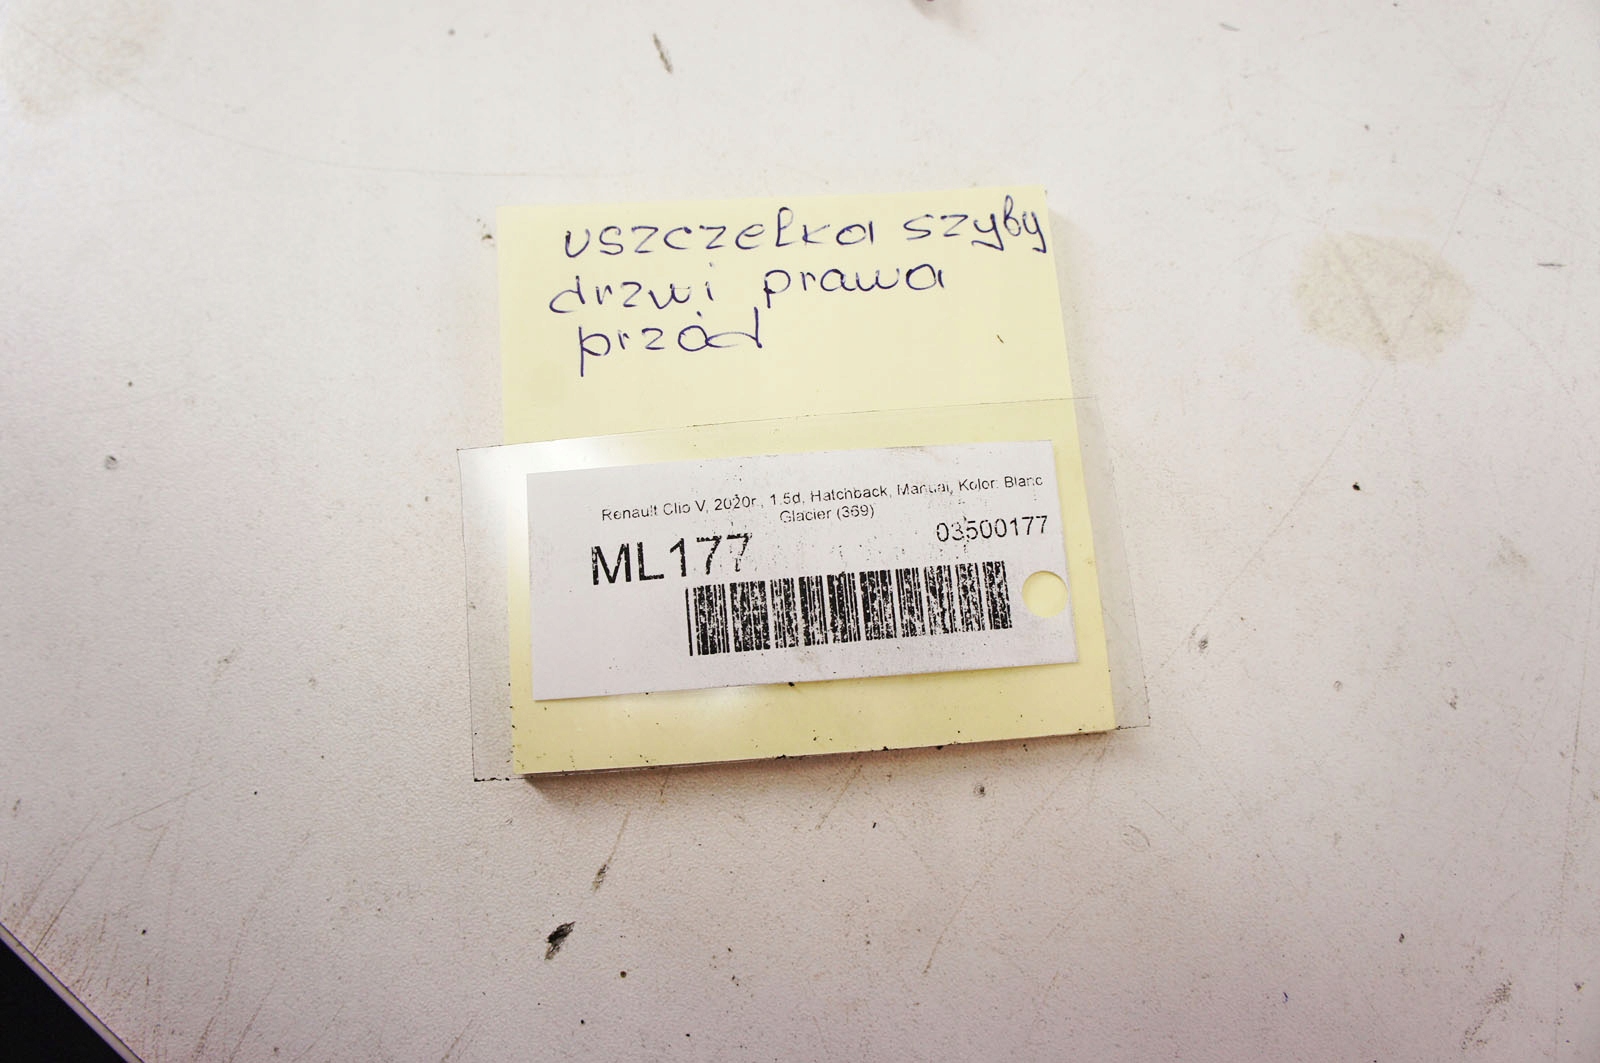 uszczelka szyby
drzwi prawa
przód
Renault Clio V, 2020r., 1.5d, Hatchback, Manual, Kolor: Blanc
Glacier (369)
ML177
03500177